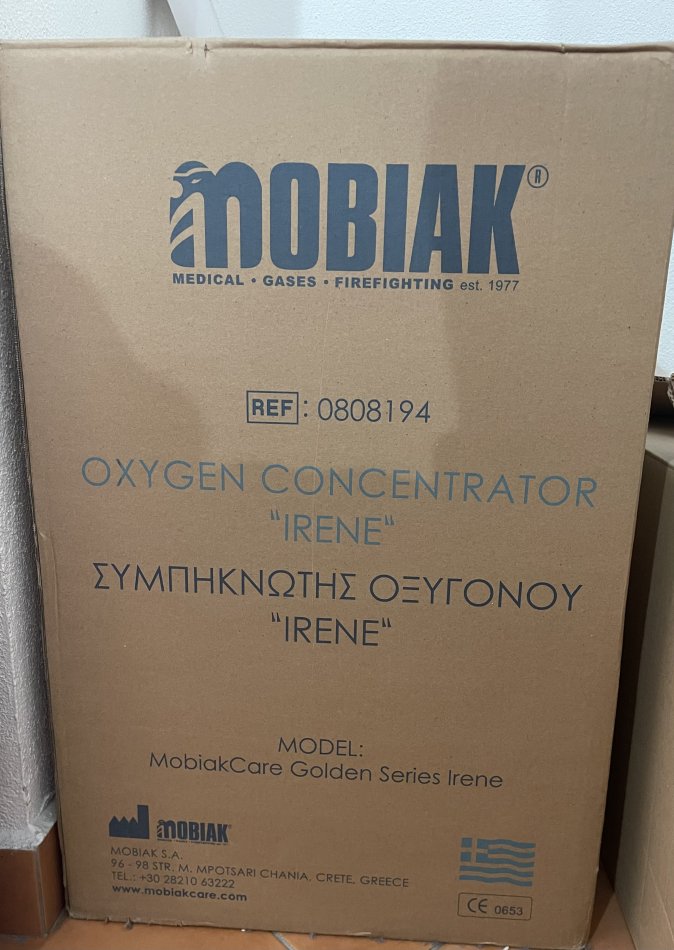 MOBIAK®
MEDICAL • GASES • FIREFIGHTING est. 1977
REF : 0808194
OXYGEN CONCENTRATOR
"IRENE"
ΣΥΜΠΗΚΝΩΤΗΣ ΟΞΥΓΟΝΟΥ
"IRENE"
MODEL:
MobiakCare Golden Series Irene
MOBIAK
MOBIAK S.A.
96 - 98 STR. M. MPOTSARI CHANIA, CRETE, GREECE
TEL.: +30 28210 63222
www.mobiakcare.com
CE 0653